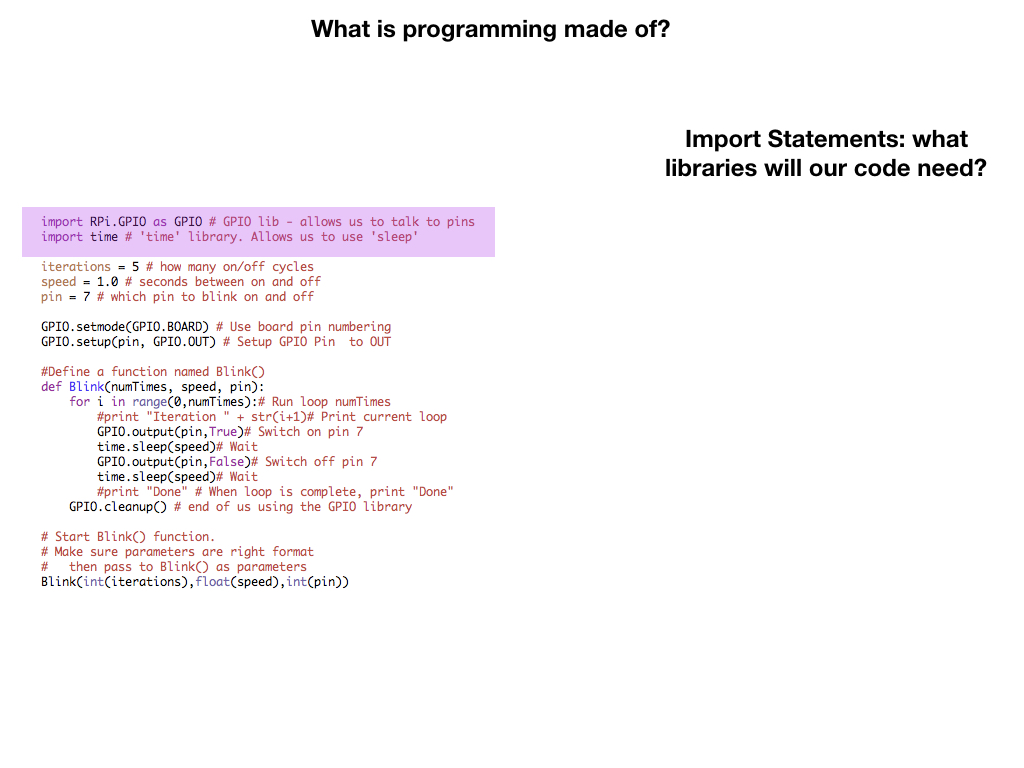 What is programming made of?
Import Statements: what
libraries will our code need?
import RPi.GPIO as GPIO # GPIO lib - allows us to talk to pins
import time # 'time' library. Allows us to use 'sleep'
iterations = 5 # how many on/off cycles
speed = 1.0 # seconds between on and off
pin = 7 # which pin to blink on and off
GPIO.setmode(GPIO.BOARD) # Use board pin numbering
GPIO.setup(pin, GPIO.OUT) # Setup GPIO Pin  to OUT
#Define a function named Blink()
def Blink(numTimes, speed, pin):
    for i in range(0,numTimes):# Run loop numTimes
        #print "Iteration " + str(i+1)# Print current loop
        GPIO.output(pin,True)# Switch on pin 7
        time.sleep(speed)# Wait
        GPIO.output(pin,False)# Switch off pin 7
        time.sleep(speed)# Wait
        #print "Done" # When loop is complete, print "Done"
    GPIO.cleanup() # end of us using the GPIO library
# Start Blink() function.
# Make sure parameters are right format
#   then pass to Blink() as parameters
Blink(int(iterations),float(speed),int(pin))